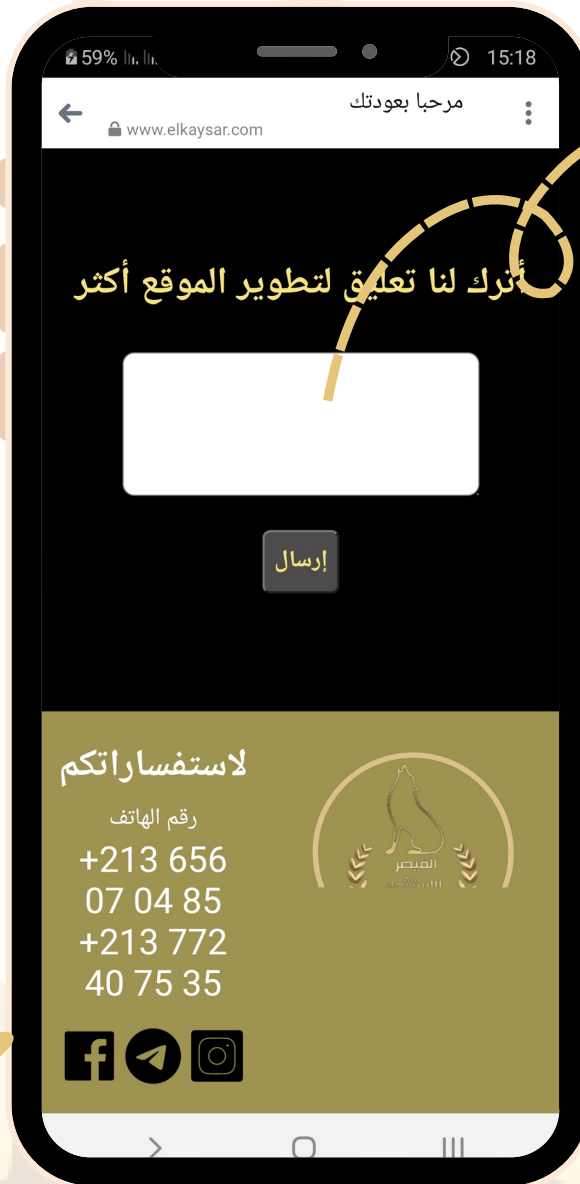 59%
15:18
مرحبا بعودتك
www.elkaysar.com
أترك لنا تعليق لتطوير الموقع أكثر
إرسال
لاستفساراتكم
رقم الهاتف
+213 656
07 04 85
+213 772
40 75 35
القيصر